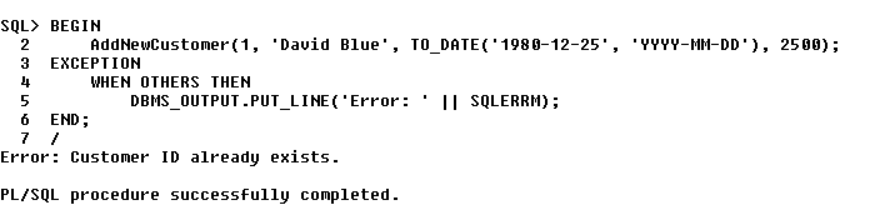 SQL> BEGIN
  2      AddNewCustomer(1, 'David Blue', TO_DATE('1980-12-25', 'YYYY-MM-DD'), 2500);
  3  EXCEPTION
  4      WHEN OTHERS THEN
  5          DBMS_OUTPUT.PUT_LINE('Error: ' || SQLERRM);
  6  END;
  7  /
Error: Customer ID already exists.

PL/SQL procedure successfully completed.